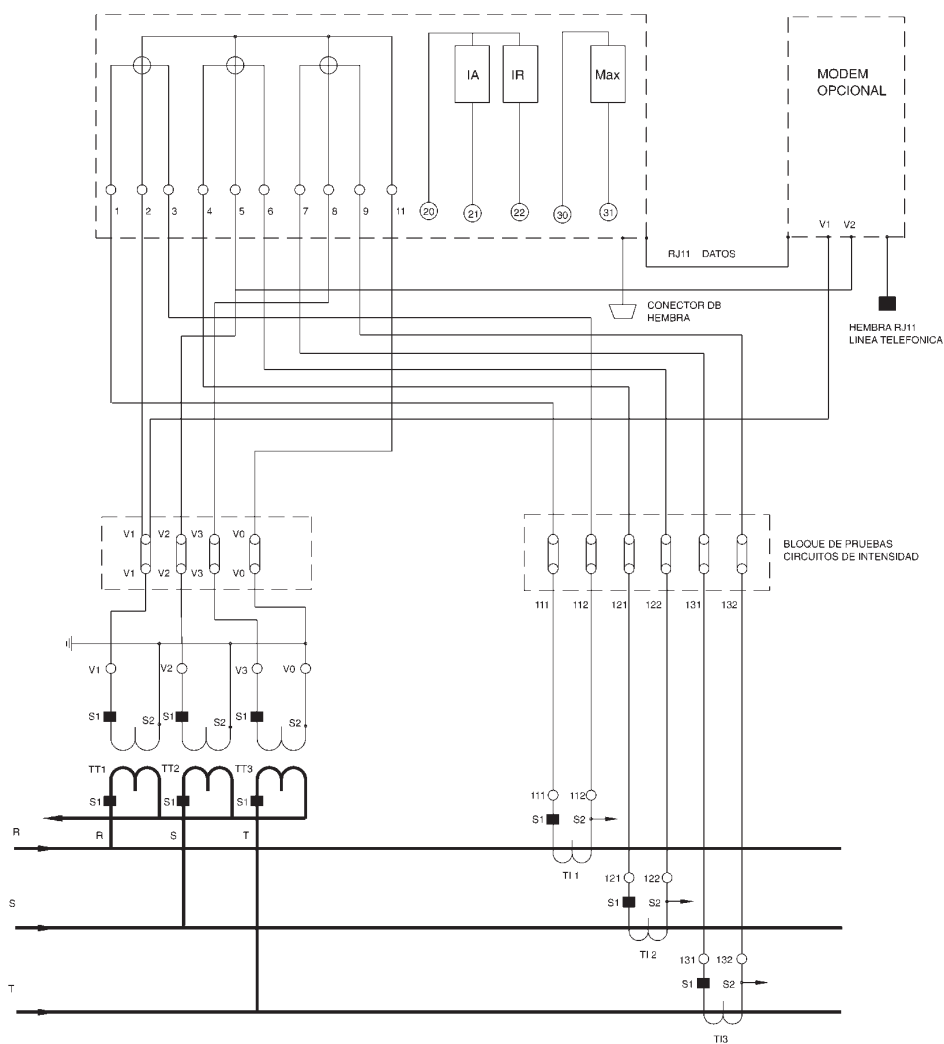 IA
IR
Max
MODEM
OPCIONAL
1
2
3
4
5
6
7
8
9
11
20
21
22
30
31
V1
V2
RJ11 DATOS
CONECTOR DB
HEMBRA
HEMBRA RJ11
LINEA TELEFONICA
V1
V2
V3
V0
V1
V2
V3
V0
BLOQUE DE PRUEBAS
CIRCUITOS DE INTENSIDAD
111
112
121
122
131
132
V1
V2
V3
V0
S1
S2
S1
S2
S1
S2
TT1
TT2
TT3
S1
S1
S1
111
112
S1
S2
R
R
S
T
TI 1
121
122
S1
S2
S
TI 2
131
132
S1
S2
T
TI3